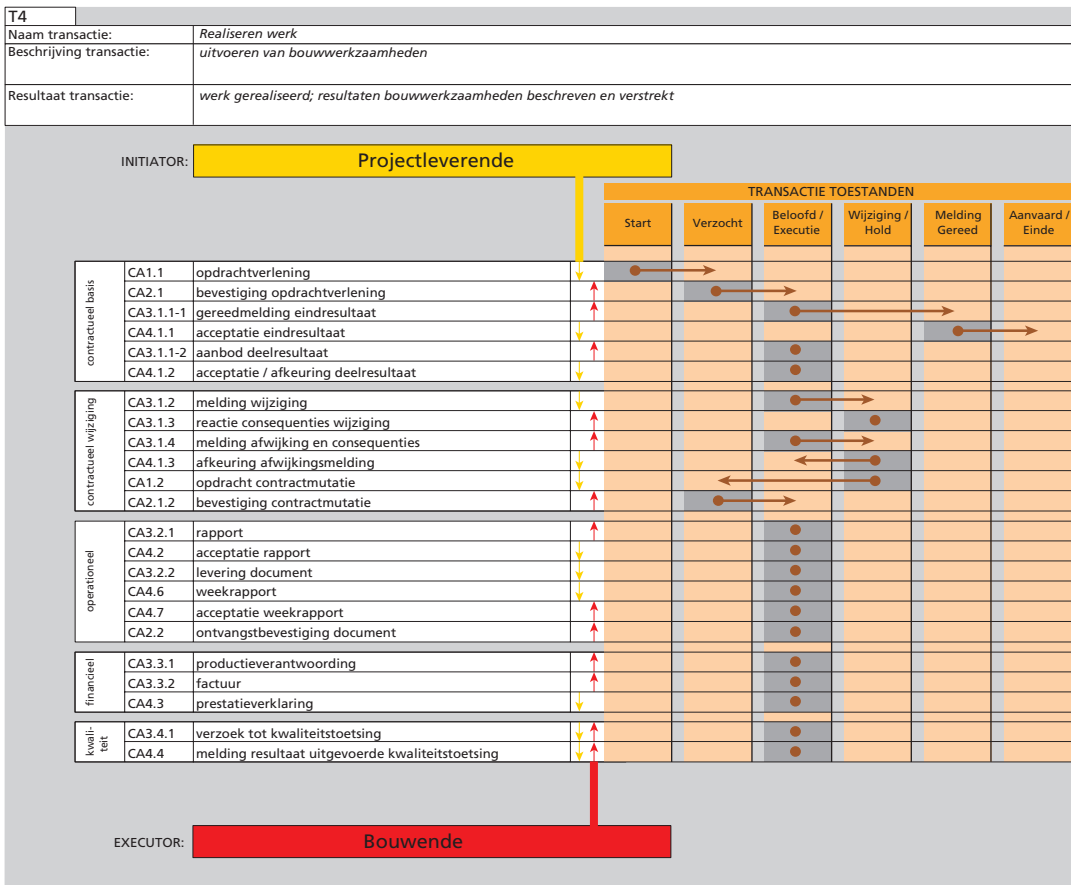 T4
Naam transactie: Realiseren werk
Beschrijving transactie: uitvoeren van bouwwerkzaamheden
Resultaat transactie: werk gerealiseerd; resultaten bouwwerkzaamheden beschreven en verstrekt
INITIATOR: Projectleverende
TRANSACTIE TOESTANDEN
Start
Verzocht
Beloofd /
Executie
Wijziging /
Hold
Melding
Gereed
Aanvaard /
Einde
contractueel basis
CA1.1 opdrachtverlening
CA2.1 bevestiging opdrachtverlening
CA3.1.1-1 gereedmelding eindresultaat
CA4.1.1 acceptatie eindresultaat
CA3.1.1-2 aanbod deelresultaat
CA4.1.2 acceptatie / afkeuring deelresultaat
contractueel wijziging
CA3.1.2 melding wijziging
CA3.1.3 reactie consequenties wijziging
CA3.1.4 melding afwijking en consequenties
CA4.1.3 afkeuring afwijkingsmelding
CA1.2 opdracht contractmutatie
CA2.1.2 bevestiging contractmutatie
operationeel
CA3.2.1 rapport
CA4.2 acceptatie rapport
CA3.2.2 levering document
CA4.6 weekrapport
CA4.7 acceptatie weekrapport
CA2.2 ontvangstbevestiging document
financieel
CA3.3.1 productieverantwoording
CA3.3.2 factuur
CA4.3 prestatieverklaring
kwali-
teit
CA3.4.1 verzoek tot kwaliteitstoetsing
CA4.4 melding resultaat uitgevoerde kwaliteitstoetsing
EXECUTOR: Bouwende